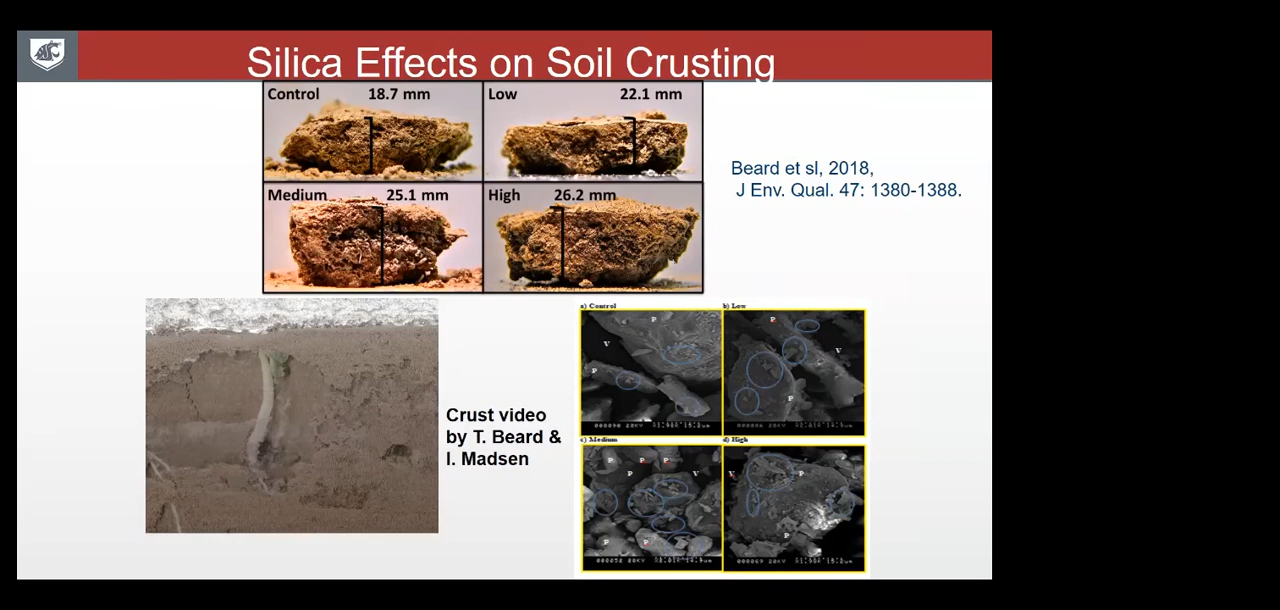 Silica Effects on Soil Crusting
Control 18.7 mm
Low 22.1 mm
Medium 25.1 mm
High 26.2 mm
Beard et sl, 2018,
J Env. Qual. 47: 1380-1388.
Crust video
by T. Beard &
I. Madsen
a) Control
b) Low
P
V
P
P
V
P
c) Medium
d) High
P P P
P V
P P
V P
P